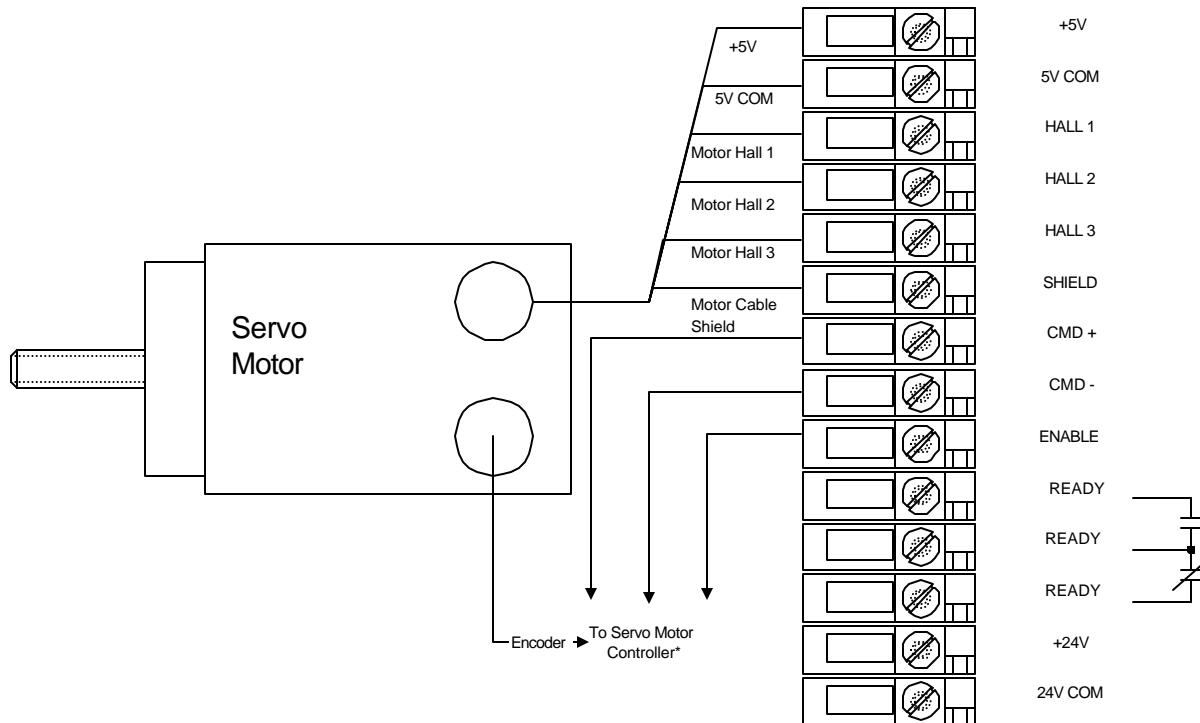 +5V
5V COM
Motor Hall 1
Motor Hall 2
Motor Hall 3
Motor Cable
Shield
Servo
Motor
Encoder
To Servo Motor
Controller*
+5V
5V COM
HALL 1
HALL 2
HALL 3
SHIELD
CMD +
CMD -
ENABLE
READY
READY
READY
+24V
24V COM